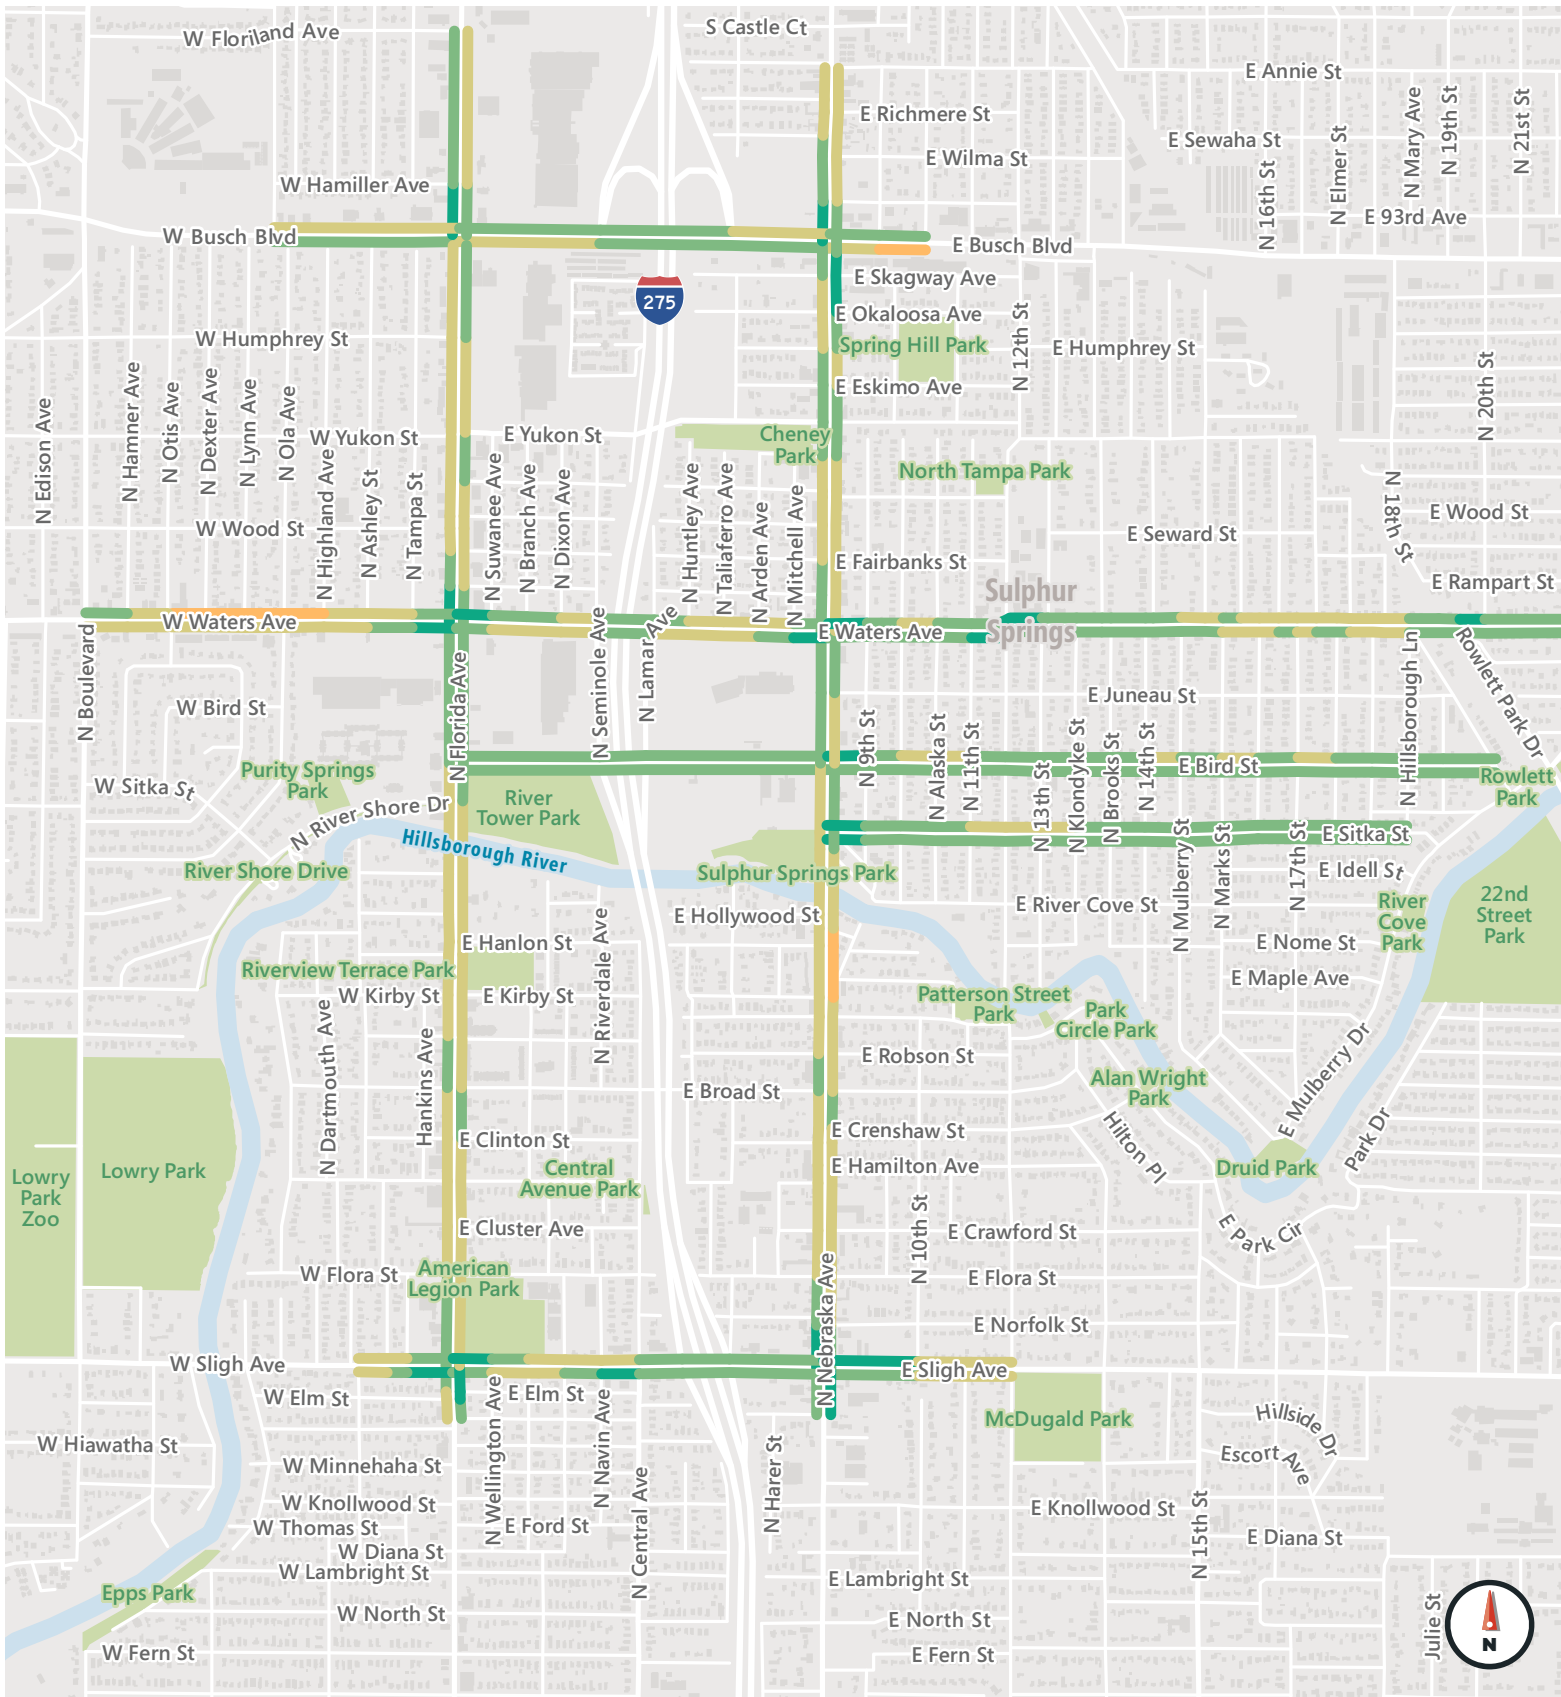 S Castle Ct
W Floriland Ave
E Annie St
E Richmere St
E Sewaha St
N Mary Ave
N 19th St
N 21st St
N Elmer St
E Wilma St
N 16th St
W Hamiller Ave
E 93rd Ave
W Busch Blvd
E Busch Blvd
E Skagway Ave
275
E Okaloosa Ave
W Humphrey St
Spring Hill Park
N 12th St
E Humphrey St
E Eskimo Ave
N 20th St
N Edison Ave
N Hamner Ave
N Otis Ave
N Dexter Ave
N Lynn Ave
N Ola Ave
W Yukon St
E Yukon St
Cheney
Park
North Tampa Park
N Highland Ave
N Ashley St
N Tampa St
N Suwanee Ave
N Branch Ave
N Dixon Ave
N Huntley Ave
N Taliaferro Ave
N Arden Ave
N Mitchell Ave
N 18th St
E Wood St
W Wood St
E Seward St
E Fairbanks St
E Rampart St
Sulphur
Springs
W Waters Ave
E Waters Ave
N Boulevard
N Florida Ave
N Seminole Ave
N Lamar Ave
N Hillsborough Ln
Rowlett Park Dr
E Juneau St
W Bird St
N 9th St
N Alaska St
N 11th St
N 13th St
N Klondyke St
N Brooks St
N 14th St
E Bird St
Purity Springs
Park
W Sitka St
Rowlett
Park
River
Tower Park
N River Shore Dr
Hillsborough River
E Sitka St
N Mulberry St
N Marks St
N 17th St
River Shore Drive
Sulphur Springs Park
E Idell St
E Hollywood St
E River Cove St
River
Cove
Park
22nd
Street
Park
E Hanlon St
E Nome St
Riverview Terrace Park
E Maple Ave
N Riverdale Ave
W Kirby St
E Kirby St
Patterson Street
Park
Park
Circle Park
N Dartmouth Ave
Hankins Ave
E Robson St
E Mulberry Dr
E Broad St
Alan Wright
Park
Hilton Pl
Park Dr
E Clinton St
E Crenshaw St
E Hamilton Ave
Druid Park
Lowry
Park
Zoo
Lowry Park
Central
Avenue Park
N 10th St
E Cluster Ave
E Crawford St
E Park Cir
American
Legion Park
W Flora St
E Flora St
N Nebraska Ave
E Norfolk St
W Sligh Ave
E Sligh Ave
W Elm St
E Elm St
N Wellington Ave
N Navin Ave
McDugald Park
Hillside Dr
W Hiawatha St
Escort Ave
W Minnehaha St
N Central Ave
N Harer St
W Knollwood St
E Knollwood St
N 15th St
W Thomas St
E Ford St
E Diana St
W Diana St
W Lambright St
E Lambright St
Epps Park
W North St
E North St
Julie St
N
W Fern St
E Fern St